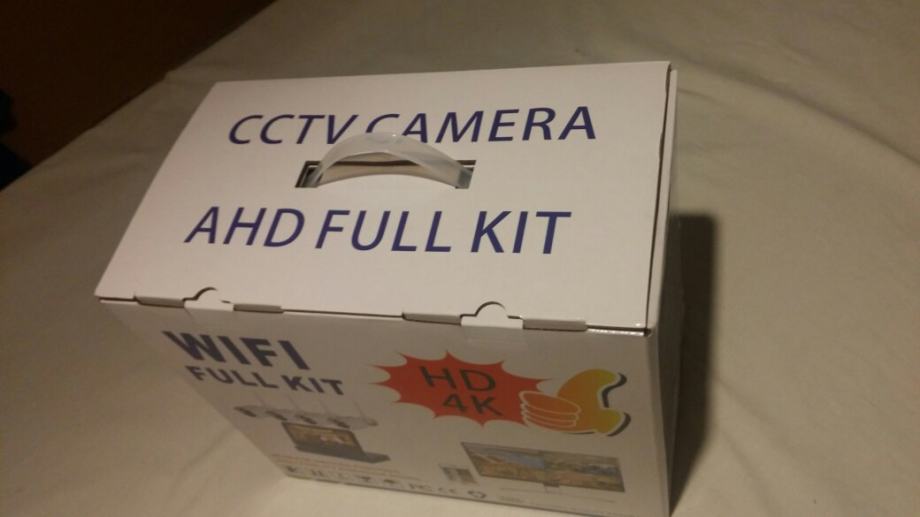 CCTV CAMERA
AHD FULL KIT
WIFI
FULL KIT
HD
4K